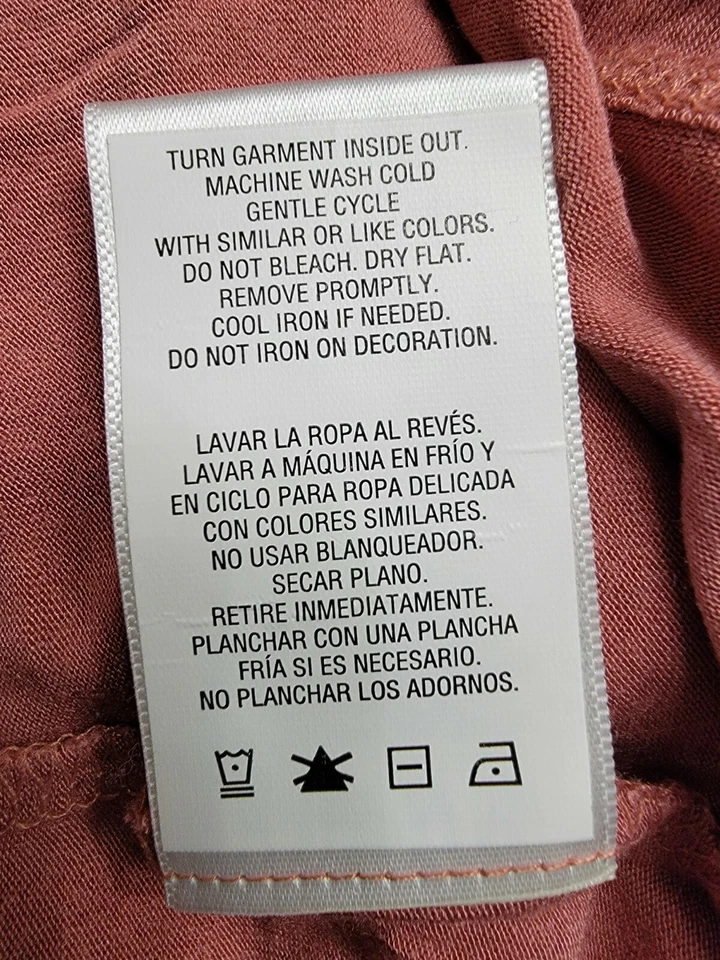 TURN GARMENT INSIDE OUT.
MACHINE WASH COLD
GENTLE CYCLE
WITH SIMILAR OR LIKE COLORS.
DO NOT BLEACH. DRY FLAT.
REMOVE PROMPTLY.
COOL IRON IF NEEDED.
DO NOT IRON ON DECORATION.
LAVAR LA ROPA AL REVÉS.
LAVAR A MÁQUINA EN FRÍO Y
EN CICLO PARA ROPA DELICADA
CON COLORES SIMILARES.
NO USAR BLANQUEADOR.
SECAR PLANO.
RETIRE INMEDIATAMENTE.
PLANCHAR CON UNA PLANCHA
FRÍA SI ES NECESARIO.
NO PLANCHAR LOS ADORNOS.